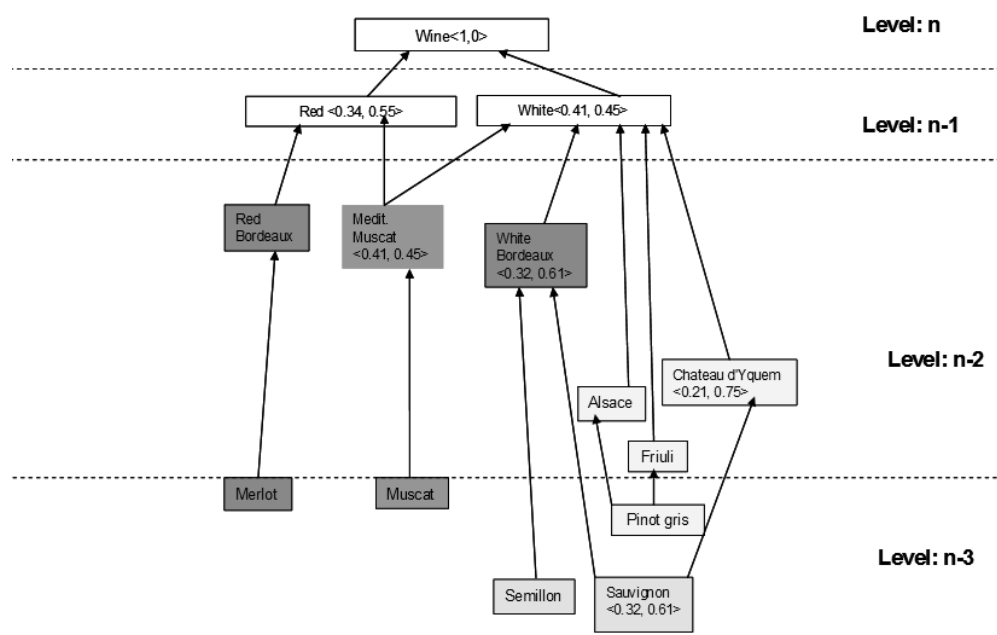 Level: n
Wine<1,0>
Red <0.34, 0.55>
White<0.41, 0.45>
Level: n-1
Red
Bordeaux
Medit.
Muscat
<0.41, 0.45>
White
Bordeaux
<0.32, 0.61>
Level: n-2
Chateau d'Yquem
<0.21, 0.75>
Alsace
Friuli
Merlot
Muscat
Pinot gris
Level: n-3
Semillon
Sauvignon
<0.32, 0.61>